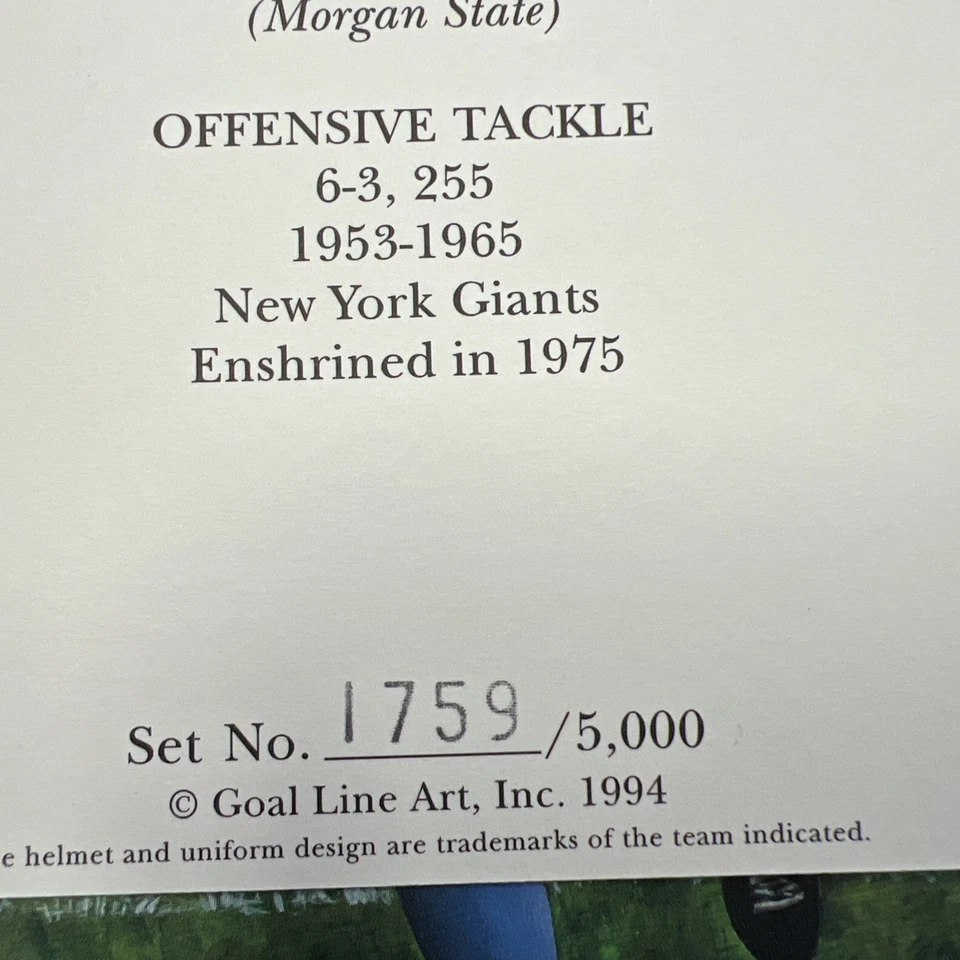 (Morgan State)
OFFENSIVE TACKLE
6-3, 255
1953-1965
New York Giants
Enshrined in 1975
Set No. 1759/5,000
© Goal Line Art, Inc. 1994
e helmet and uniform design are trademarks of the team indicated.